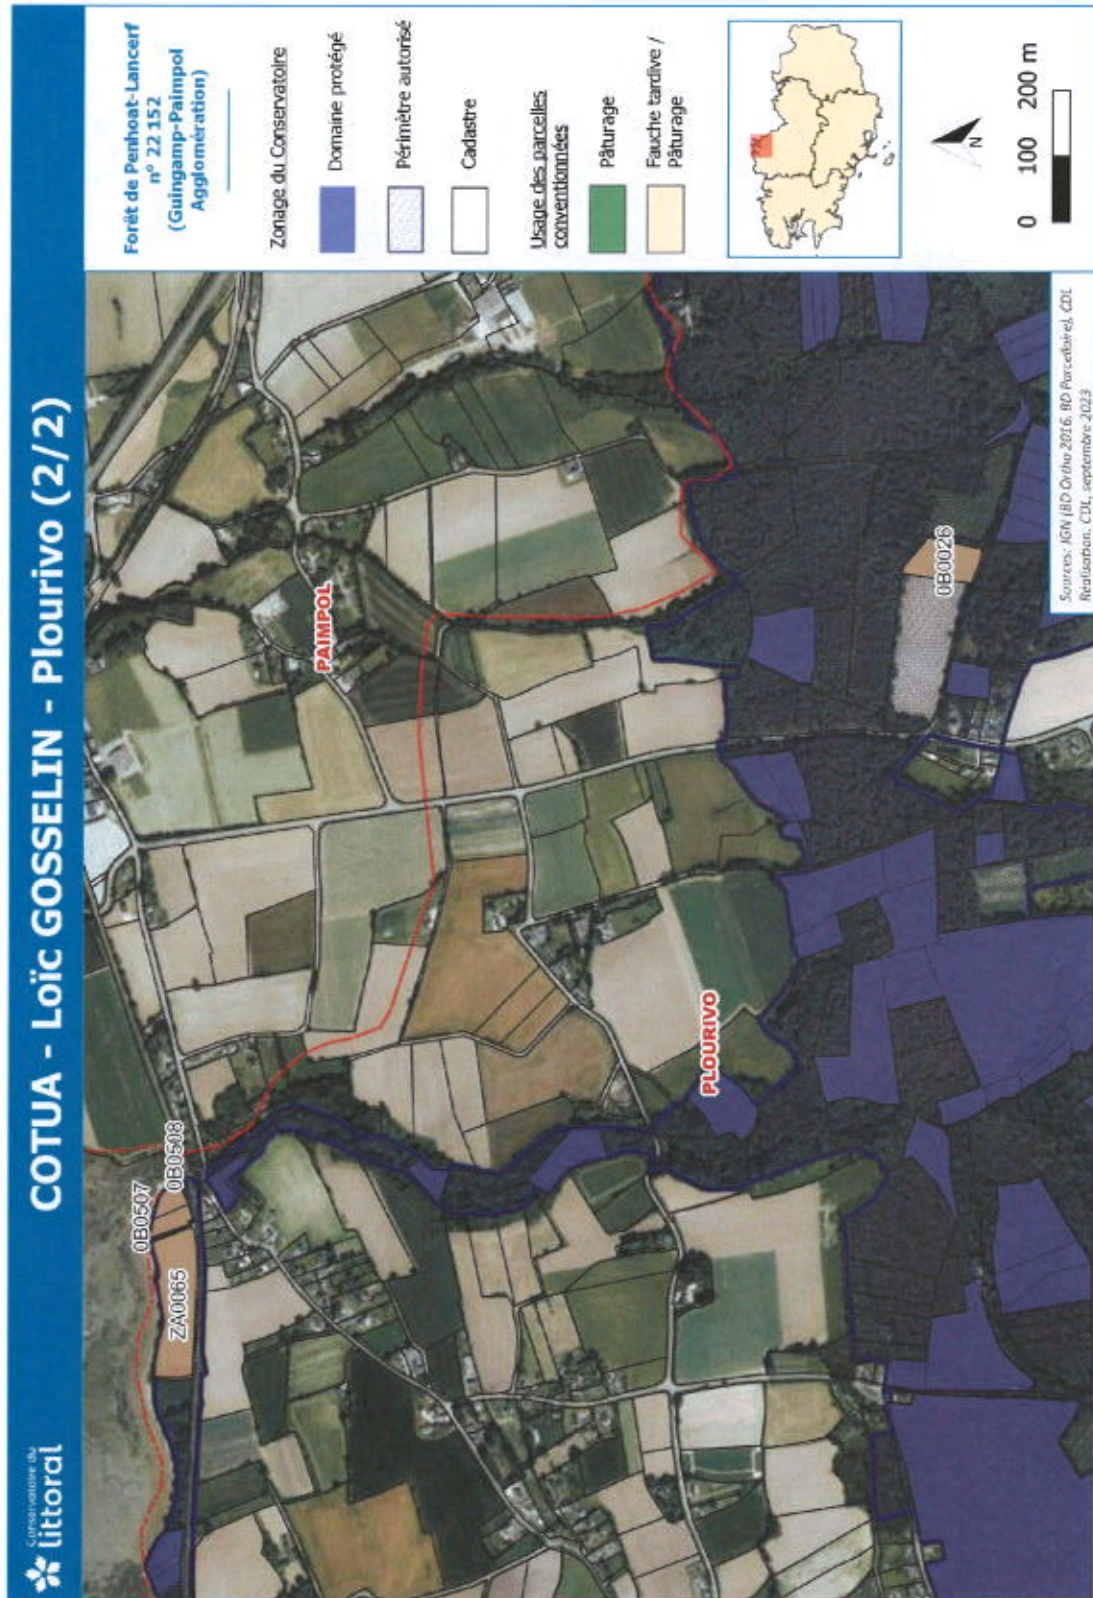 Conservatoire du
littoral
COTUA - Loïc GOSSELIN - Plourivo (2/2)
Forêt de Penhoat-Lancerf
n° 22 152
(Guingamp-Paimpol
Agglomération)
Zonage du Conservatoire
Domaine protégé
Périmètre autorisé
Cadastre
Usage des parcelles
conventionnées
Pâturage
Fauche tardive /
Pâturage
N
0 100 200 m
0B0507
0B0508
ZA0065
PAIMPOL
PLOURIVO
0B0026
Sources: IGN (BD Ortho 2016, BD Parcellaire), CDL
Réalisation: CDL, septembre 2023